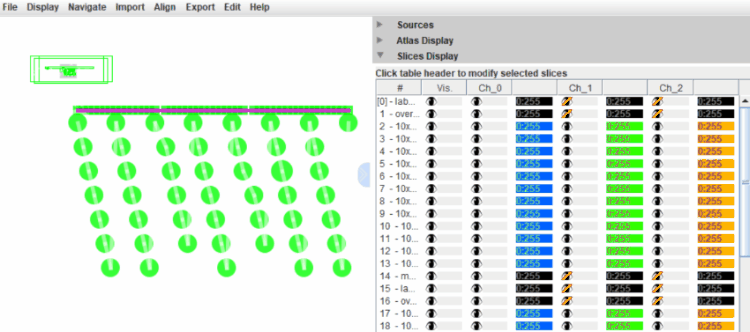 File Display Navigate Import Align Export Edit Help
Sources
Atlas Display
Slices Display
Click table header to modify selected slices
# Vis. Ch_0 Ch_1 Ch_2
[0] - lab... 0:255 0:255 0:255
1 - over... 0:255 0:255 0:255
2 - 10x... 0:255 0:255 0:255
3 - 10x... 0:255 0:255 0:255
4 - 10x... 0:255 0:255 0:255
5 - 10x... 0:255 0:255 0:255
6 - 10x... 0:255 0:255 0:255
7 - 10x... 0:255 0:255 0:255
8 - 10x... 0:255 0:255 0:255
9 - 10x... 0:255 0:255 0:255
10 - 10... 0:255 0:255 0:255
11 - 10... 0:255 0:255 0:255
12 - 10... 0:255 0:255 0:255
13 - 10... 0:255 0:255 0:255
14 - m... 0:255 0:255 0:255
15 - la... 0:255 0:255 0:255
16 - ov... 0:255 0:255 0:255
17 - 10... 0:255 0:255 0:255
18 - 10... 0:255 0:255 0:255